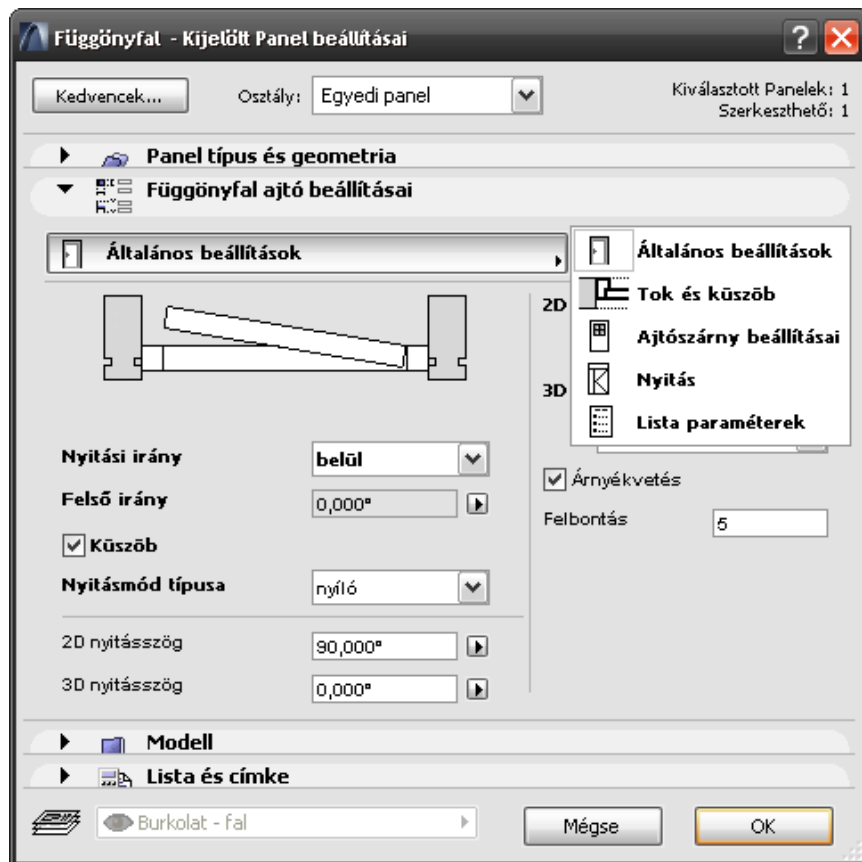 Függönyfal - Kijelölt Panel beállításai
Kedvencek...
Osztály:
Egyedi panel
Kiválasztott Panelek: 1
Szerkeszthető: 1
Panel típus és geometria
Függönyfal ajtó beállításai
Általános beállítások
Általános beállítások
Tok és küszöb
Ajtószárny beállításai
Nyitás
Lista paraméterek
2D
3D
Nyitási irány
belül
Felső irány
0,000°
Küszöb
Nyitásmód típusa
nyíló
2D nyitásszög
90,000°
3D nyitásszög
0,000°
Árnyékvetés
Felbontás
5
Modell
Lista és címke
Burkolat - fal
Mégse
OK